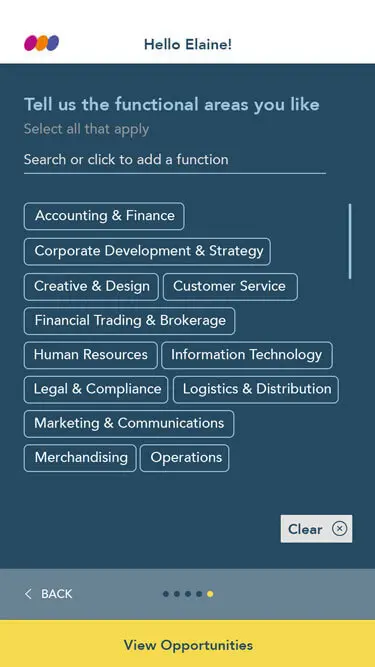 Hello Elaine!
Tell us the functional areas you like
Select all that apply
Search or click to add a function
Accounting & Finance
Corporate Development & Strategy
Creative & Design Customer Service
Financial Trading & Brokerage
Human Resources Information Technology
Legal & Compliance Logistics & Distribution
Marketing & Communications
Merchandising Operations
Clear
BACK
View Opportunities